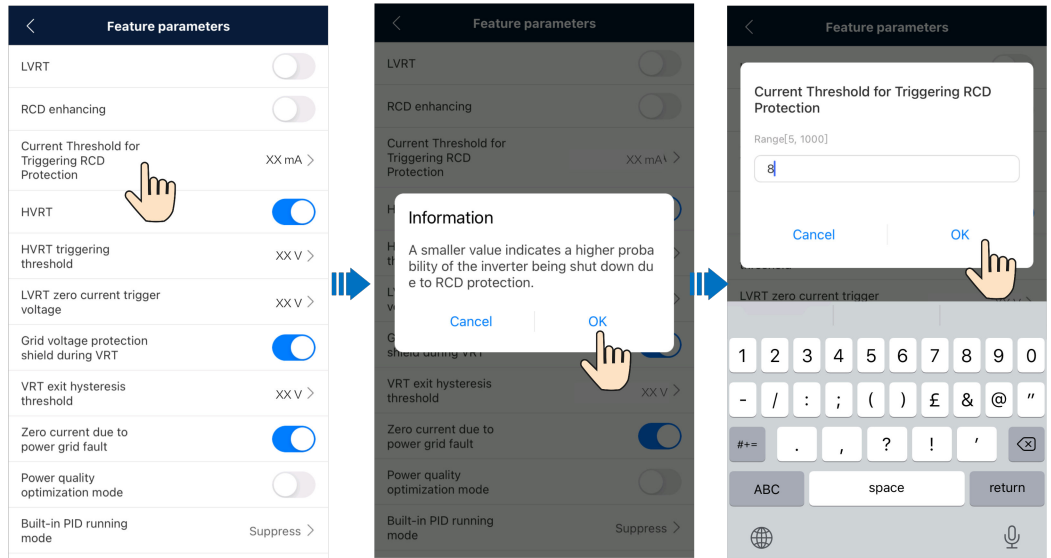 Feature parameters
LVRT
RCD enhancing
Current Threshold for
Triggering RCD
Protection
XX mA
HVRT
HVRT triggering
threshold
XX V
LVRT zero current trigger
voltage
XX V
Grid voltage protection
shield during VRT
VRT exit hysteresis
threshold
XX V
Zero current due to
power grid fault
Power quality
optimization mode
Built-in PID running
mode
Suppress
Feature parameters
LVRT
RCD enhancing
Current Threshold for
Triggering RCD
Protection
XX mA
Information
A smaller value indicates a higher proba
bility of the inverter being shut down du
e to RCD protection.
Cancel
OK
shield during VRT
VRT exit hysteresis
threshold
XX V
Zero current due to
power grid fault
Power quality
optimization mode
Built-in PID running
mode
Suppress
Feature parameters
Current Threshold for Triggering RCD
Protection
Range[5, 1000]
8
Cancel
OK
LVRT zero current trigger
1 2 3 4 5 6 7 8 9 0
- / : ; ( ) £ & @ "
#+= . , ? ! '
ABC space return